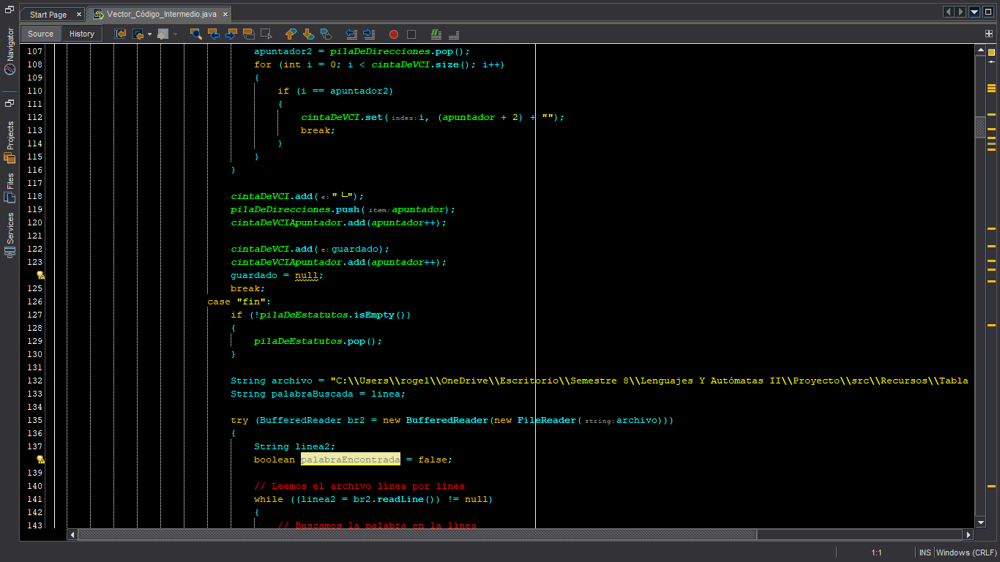 Start Page ×
Vector_Código_Intermedio.java ×
Source
History
Navigator
Projects
Files
Services
107 apuntador2 = pilaDeDirecciones.pop();
108 for (int i = 0; i < cintaDeVCI.size(); i++)
109 {
110 if (i == apuntador2)
111 {
112 cintaDeVCI.set( index: i, (apuntador + 2) + "");
113 break;
114 }
115 }
116 }
117
118 cintaDeVCI.add( e: " └");
119 pilaDeDirecciones.push( item: apuntador);
120 cintaDeVCIApuntador.add(apuntador++);
121
122 cintaDeVCI.add( e: guardado);
123 cintaDeVCIApuntador.add(apuntador++);
guardado = null;
125 break;
126 case "fin":
127 if (!pilaDeEstatutos.isEmpty())
128 {
129 pilaDeEstatutos.pop();
130 }
131
132 String archivo = "C:\\Users\\rogel\\OneDrive\\Escritorio\\Semestre 8\\Lenguajes Y Autómatas II\\Proyecto\\src\\Recursos\\Tabla
133 String palabraBuscada = linea;
134
135 try (BufferedReader br2 = new BufferedReader(new FileReader( string: archivo)))
136 {
137 String linea2;
boolean palabraEncontrada = false;
139
140 // Leemos el archivo línea por línea
141 while ((linea2 = br2.readLine()) != null)
142 {
143 // Buscamos la palabra en la línea
1:1 INS Windows (CRLF)